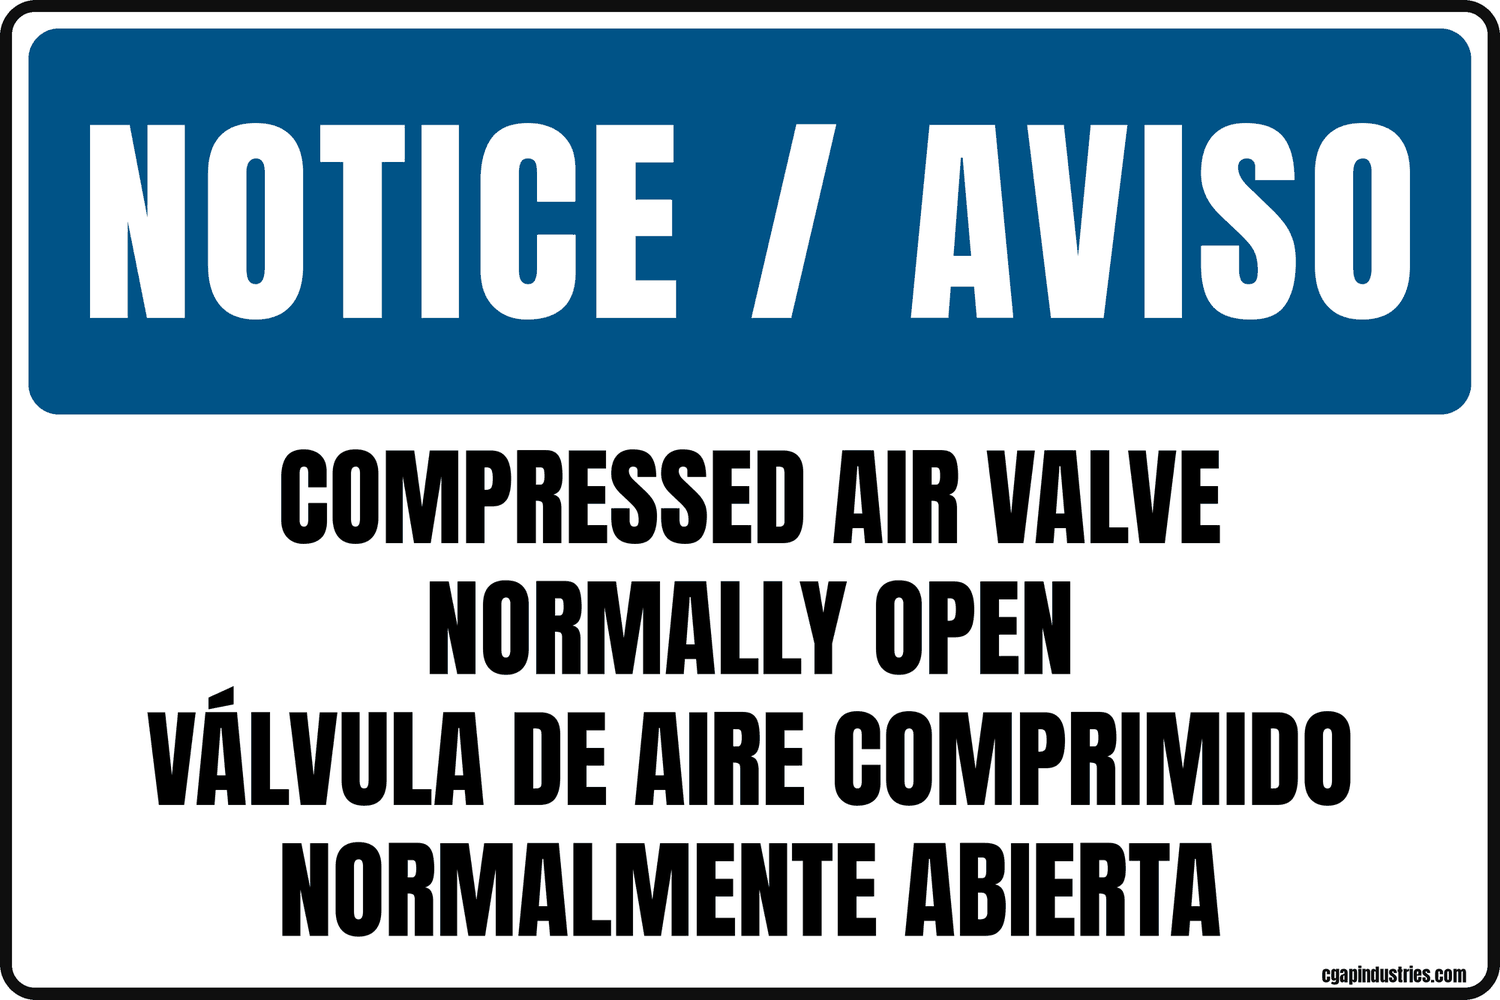 NOTICE / AVISO
COMPRESSED AIR VALVE
NORMALLY OPEN
VÁLVULA DE AIRE COMPRIMIDO
NORMALMENTE ABIERTA
cgapindustries.com